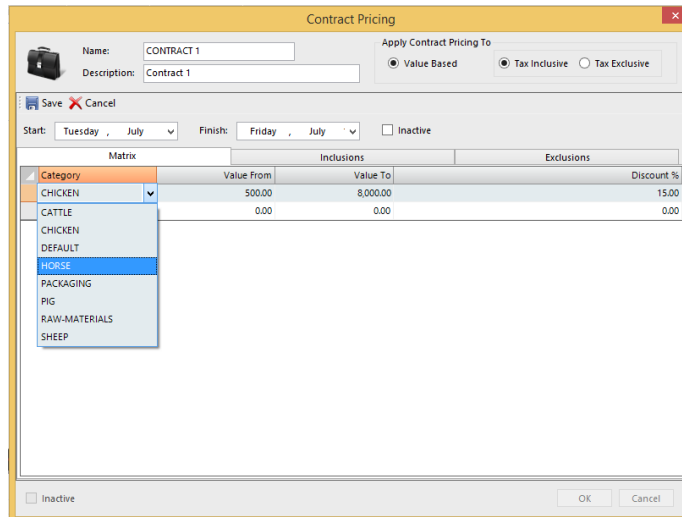 Contract Pricing
Name: CONTRACT 1
Description: Contract 1
Apply Contract Pricing To
Value Based Tax Inclusive Tax Exclusive
Save Cancel
Start: Tuesday , July Finish: Friday , July Inactive
Matrix Inclusions Exclusions
Category Value From Value To Discount %
CHICKEN 500.00 8,000.00 15.00
0.00 0.00 0.00
CATTLE
CHICKEN
DEFAULT
HORSE
PACKAGING
PIG
RAW-MATERIALS
SHEEP
Inactive OK Cancel